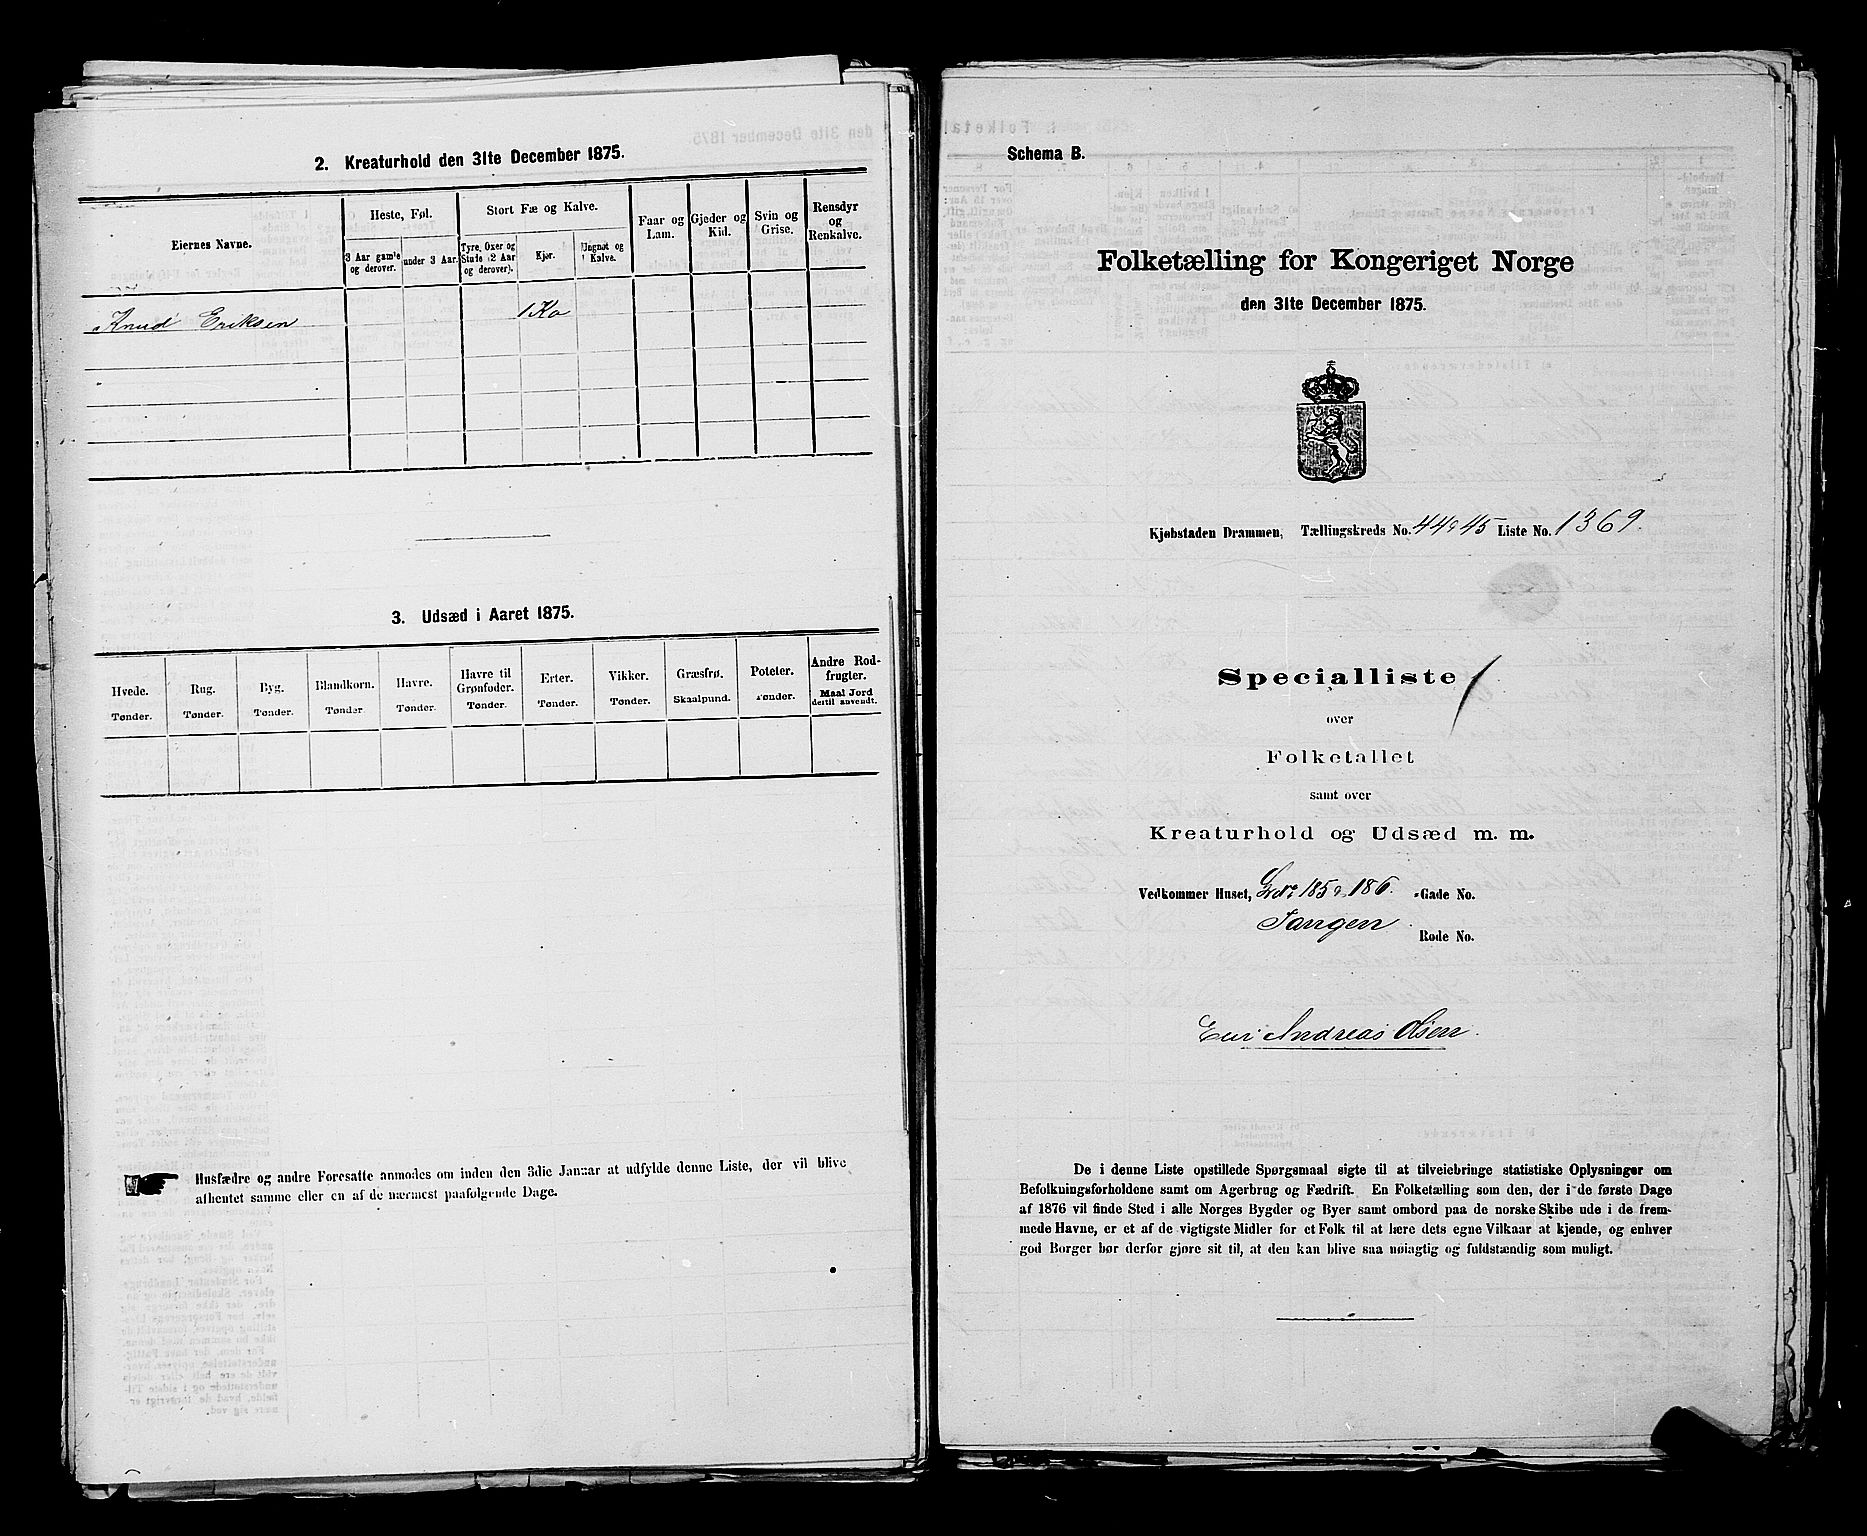 2. Kreaturhold den 31te December 1875.
Eiernes Navne.
Heste, Føl.
3 Aar gamle og derover.
under 3 Aar.
Stort Fæ og Kalve.
Tyre, Oxer og Stude (2 Aar og derover).
Kjør.
Ungnøt og Kalve.
Faar og Lam.
Gjeder og Kid.
Svin og Grise.
Rensdyr og Renkalve.
Knud Eriksen 1 Ko
3. Udsæd i Aaret 1875.
Hvede. Tønder.
Rug. Tønder.
Byg. Tønder.
Blandkorn. Tønder
Havre. Tønder.
Havre til Grønfoder. Tønder.
Erter. Tønder.
Vikker. Tønder.
Græsfrø. Skaalpund.
Poteter. Tønder.
Andre Rodfrugter. Maal Jord dertil anvendt.
Husfædre og andre Foresatte anmodes om inden den 3die Januar at udfylde denne Liste, der vil blive
afhentet samme eller en af de nærmest paafølgende Dage.
Schema B.
Folketælling for Kongeriget Norge
den 31te December 1875.
Kjøbstaden Drammen, Tællingskreds No. 44 & 45 Liste No. 1369.
Specialliste
over
Folketallet
samt over
Kreaturhold og Udsæd m. m.
Vedkommer Huset, 185 & 186. -Gade No.
Tangen Rode No.
Andreas Olsen
De i denne Liste opstillede Spørgsmaal sigte til at tilveiebringe statistiske Oplysninger om
Befolkningsforholdene samt om Agerbrug og Fædrift. En Folketælling som den, der i de første Dage
af 1876 vil finde Sted i alle Norges Bygder og Byer samt ombord paa de norske Skibe ude i de frem-
mede Havne, er et af de vigtigste Midler for et Folk til at lære dets egne Vilkaar at kjende, og enhver
god Borger bør derfor gjøre sit til, at den kan blive saa nøiagtig og fuldstændig som muligt.